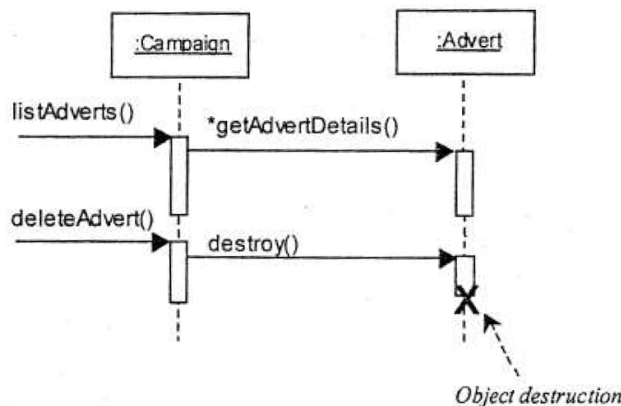 :Campaign
:Advert
listAdverts()
*getAdvertDetails()
deleteAdvert()
destroy()
Object destruction